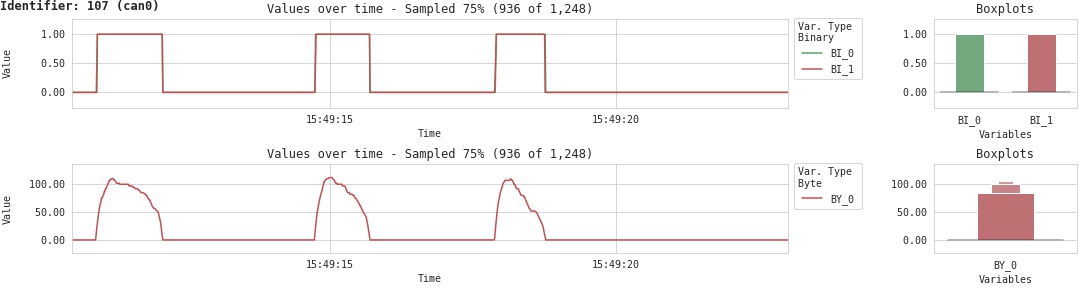 Identifier: 107 (can0)
Values over time - Sampled 75% (936 of 1,248)
Value
1.00
0.50
0.00
15:49:15
15:49:20
Time
Var. Type
Binary
BI_0
BI_1
Boxplots
1.00
0.50
0.00
BI_0
BI_1
Variables
Values over time - Sampled 75% (936 of 1,248)
Value
100.00
50.00
0.00
15:49:15
15:49:20
Time
Var. Type
Byte
BY_0
Boxplots
100.00
50.00
0.00
BY_0
Variables